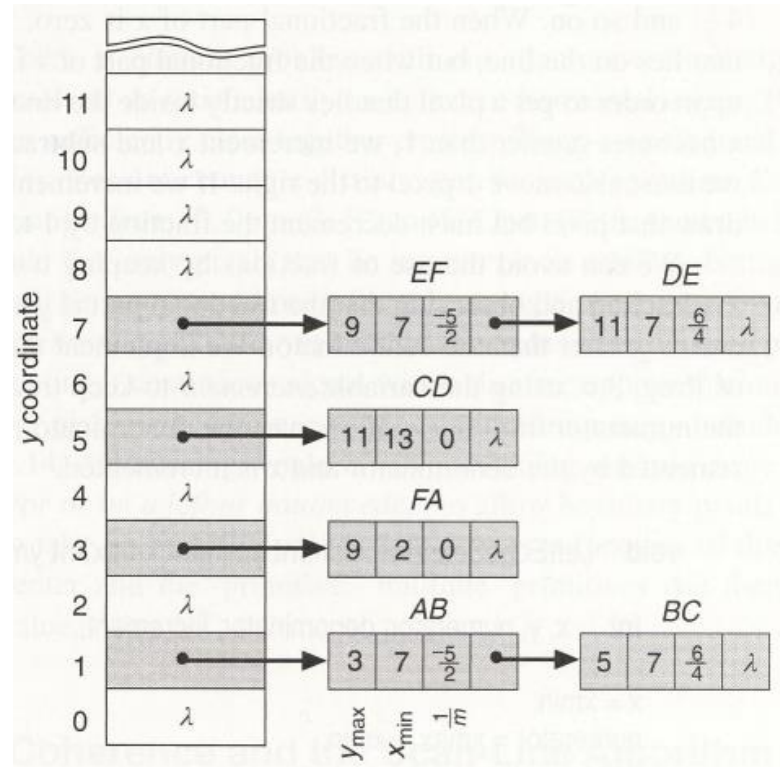 11 λ
10 λ
9 λ
8 λ
EF DE
7 9 7 -5/2 11 7 6/4 λ
6 λ
CD
5 11 13 0 λ
4 λ
FA
3 9 2 0 λ
2 λ
AB BC
1 3 7 -5/2 5 7 6/4 λ
0 λ
y coordinate
y max
x min
1/m